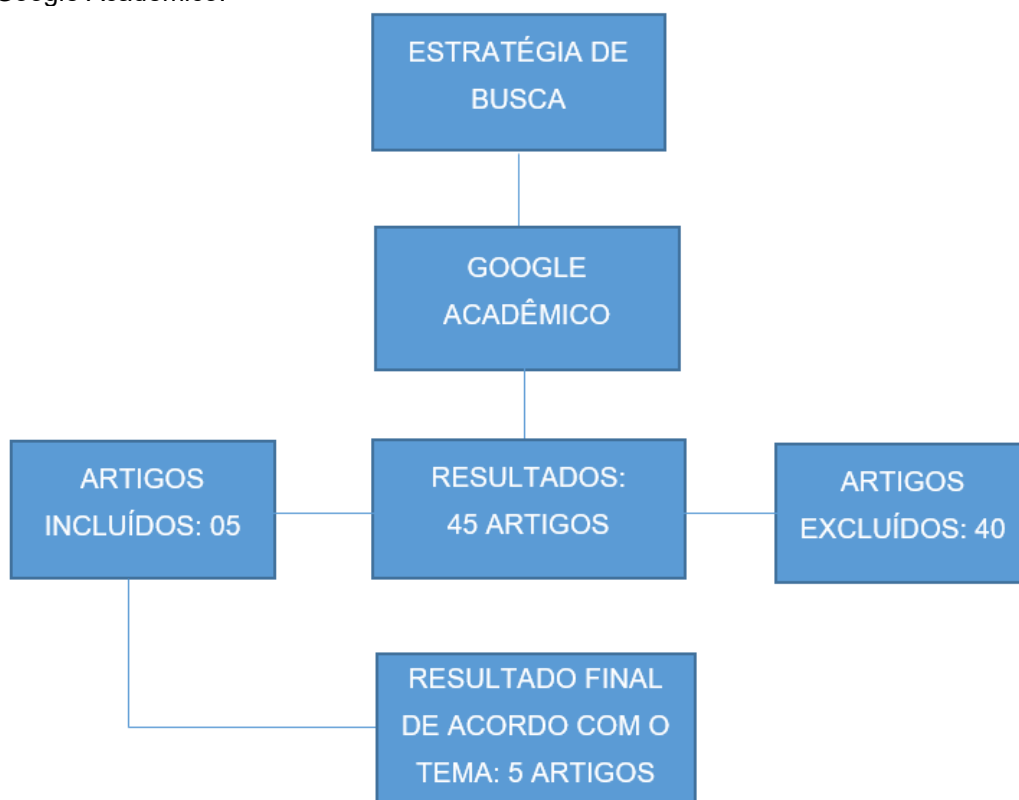 ESTRATÉGIA DE
BUSCA
GOOGLE
ACADÊMICO
ARTIGOS
INCLUÍDOS: 05
RESULTADOS:
45 ARTIGOS
ARTIGOS
EXCLUÍDOS: 40
RESULTADO FINAL
DE ACORDO COM O
TEMA: 5 ARTIGOS